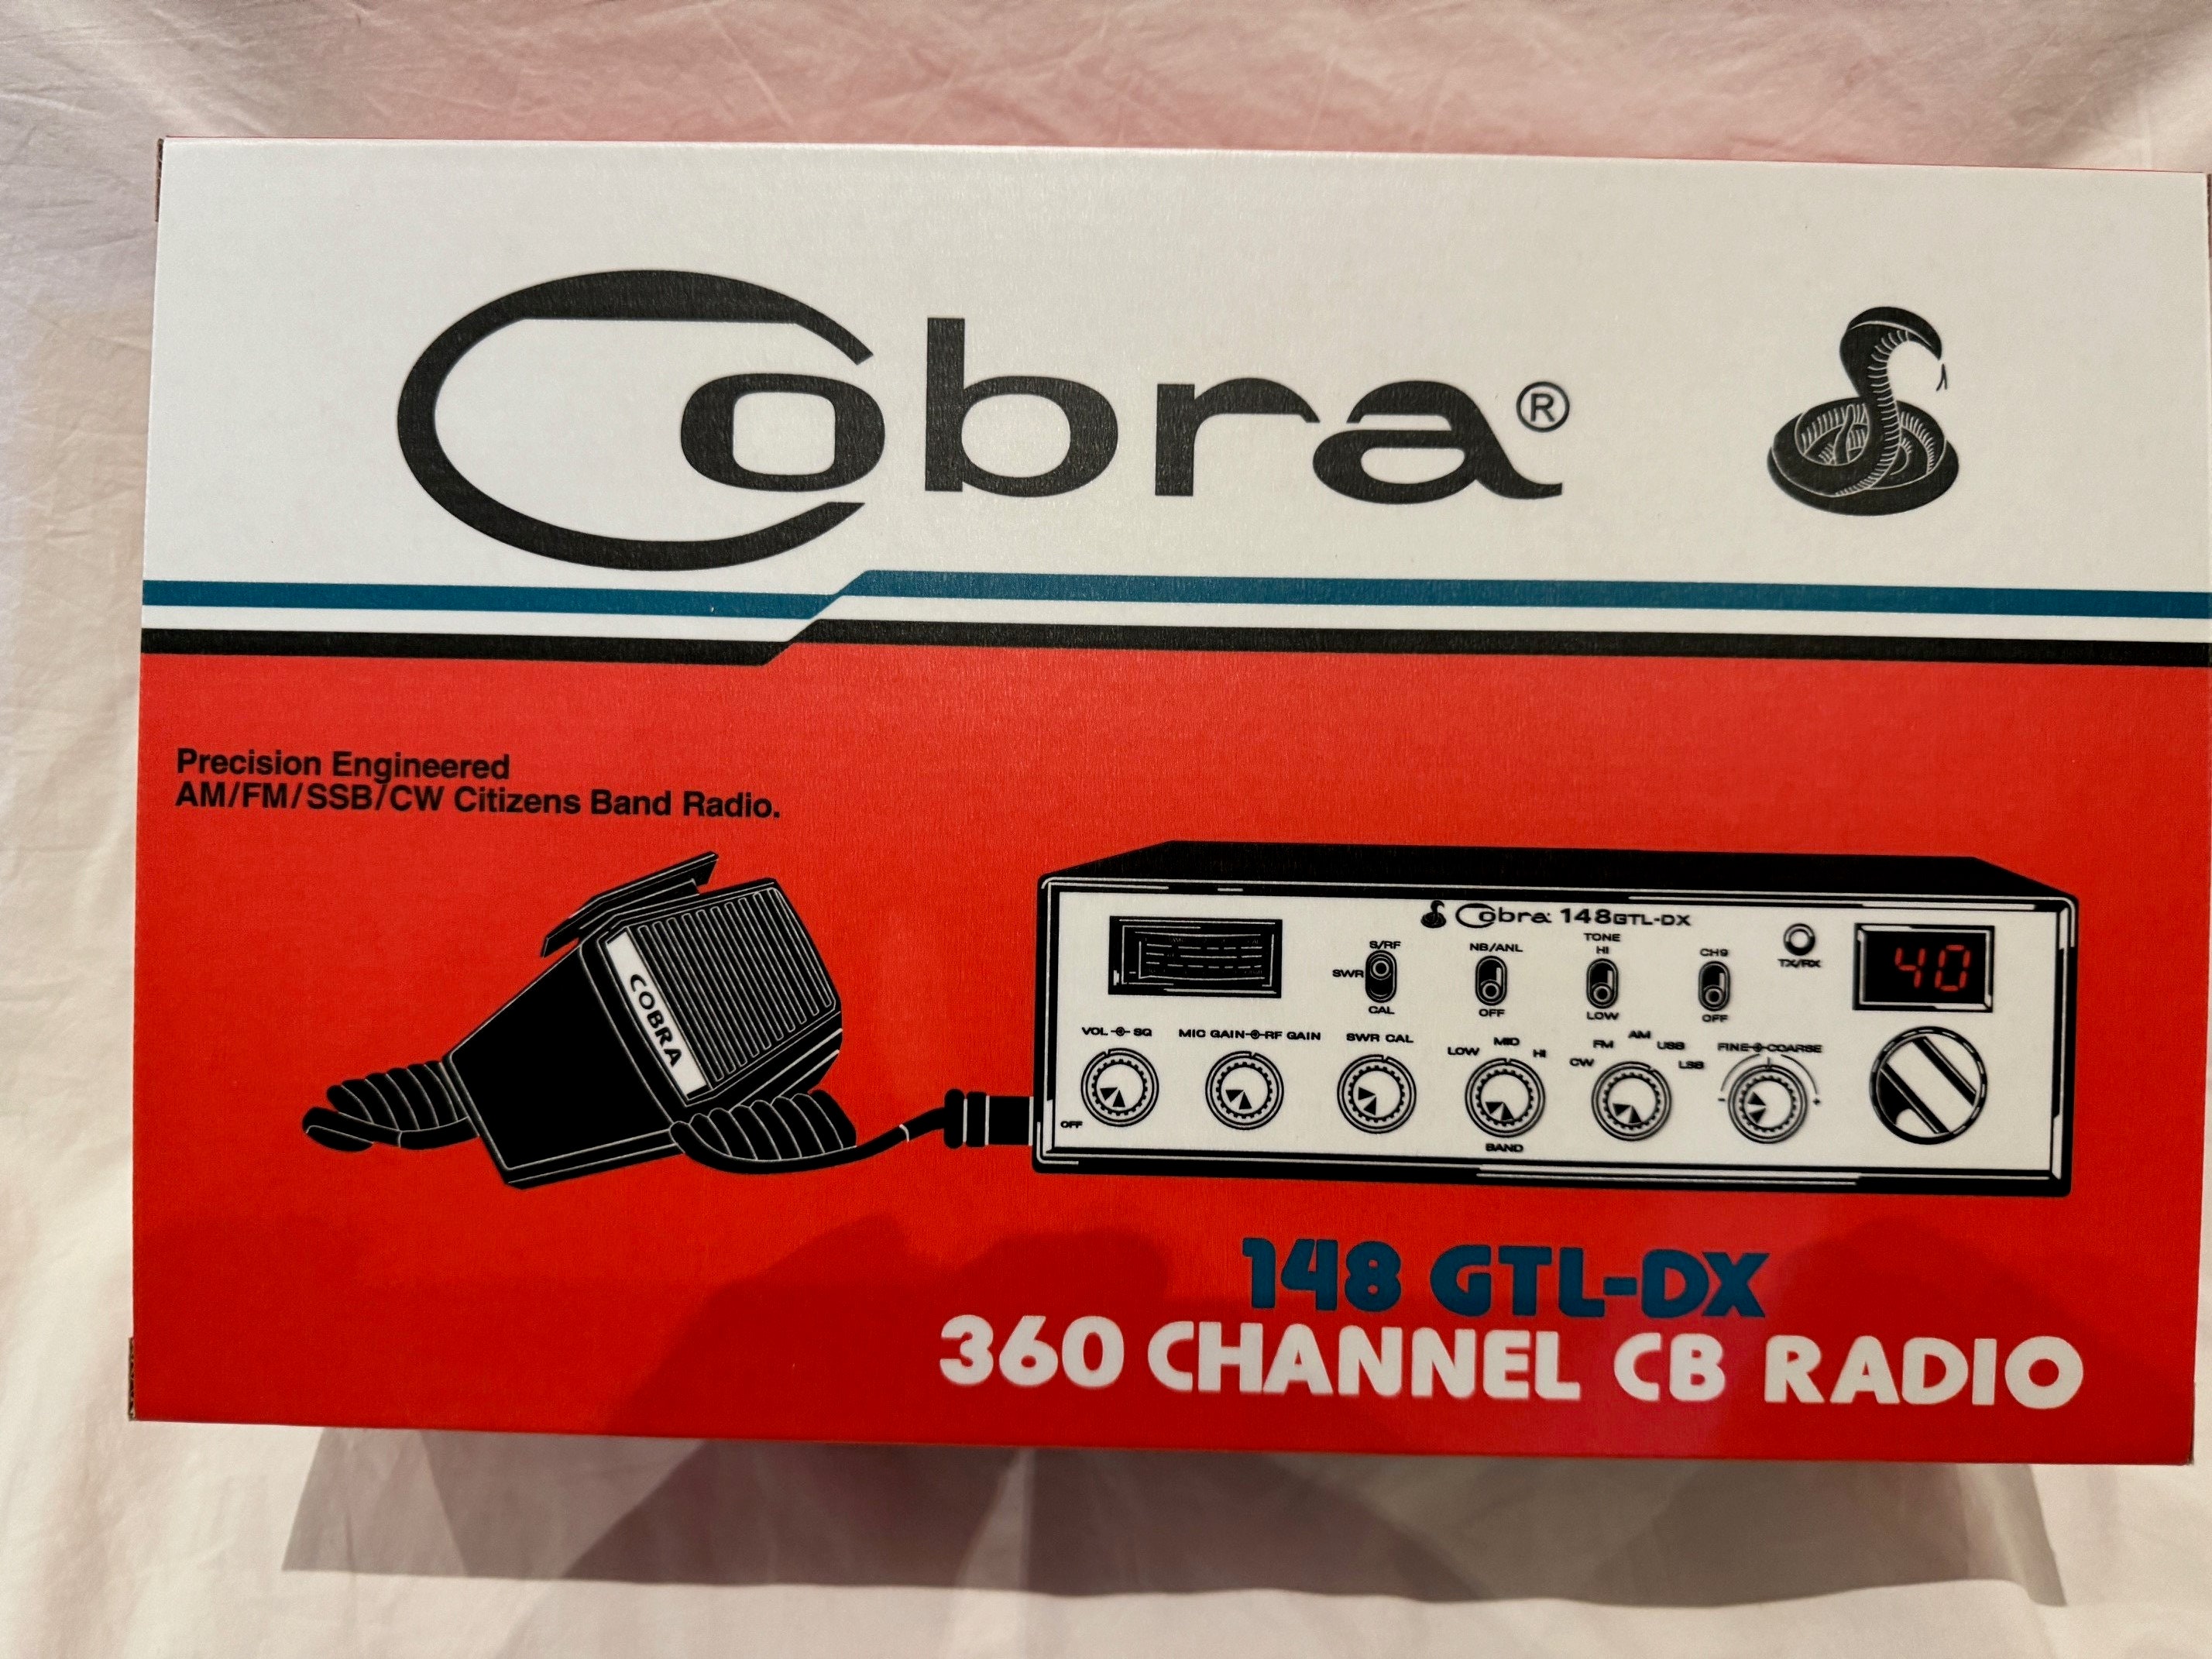 Cobra®
Precision Engineered
AM/FM/SSB/CW Citizens Band Radio.
COBRA
Cobra 148GTL-DX
S/RF
SWR
CAL
NB/ANL
OFF
TONE
HI
LOW
CH9
OFF
TX/RX
40
VOL SQ
OFF
MIC GAIN RF GAIN
SWR CAL
LOW MID HI
BAND
CW FM AM USB LSB
FINE COARSE
- +
148 GTL-DX
360 CHANNEL CB RADIO